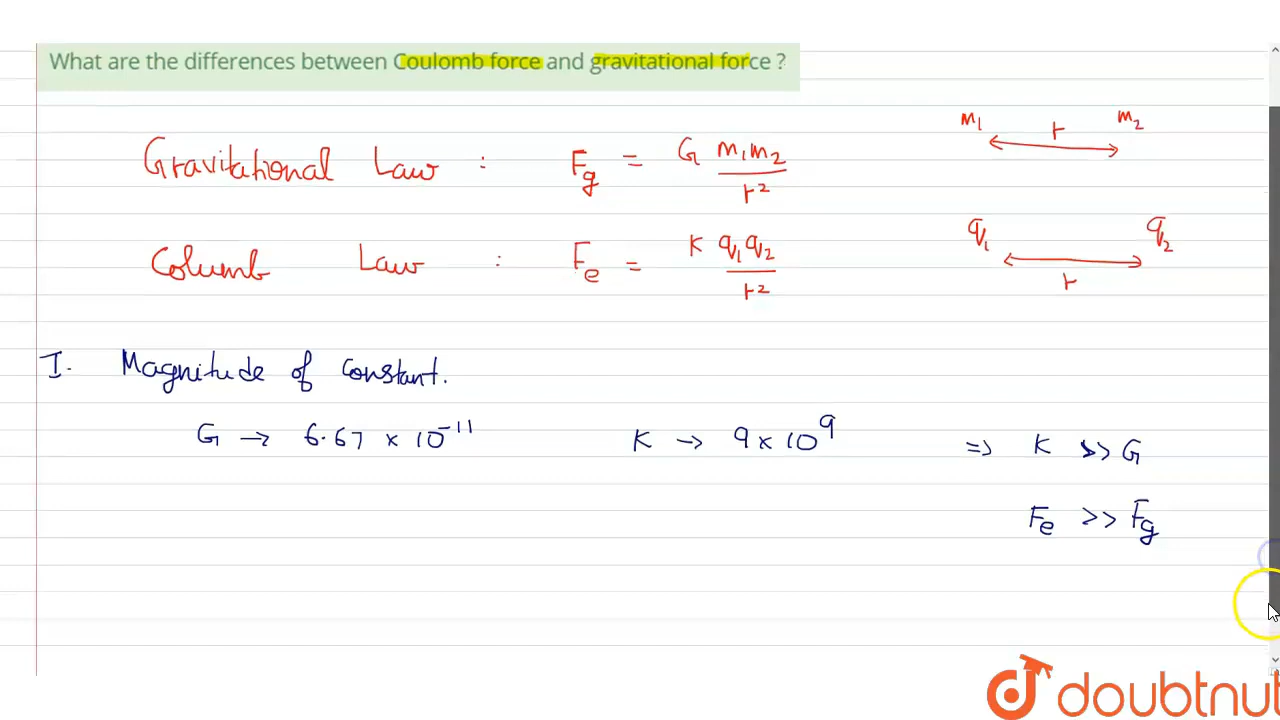 What are the differences between Coulomb force and gravitational force ?
m₁ r m₂
Gravitational Law : Fg = G m₁m₂ / r²
q₁ r q₂
Columb Law : Fe = K q₁q₂ / r²
I. Magnitude of constant.
G → 6.67 × 10⁻¹¹ K → 9 × 10⁹ ⇒ K >> G
Fe >> Fg
doubtnut